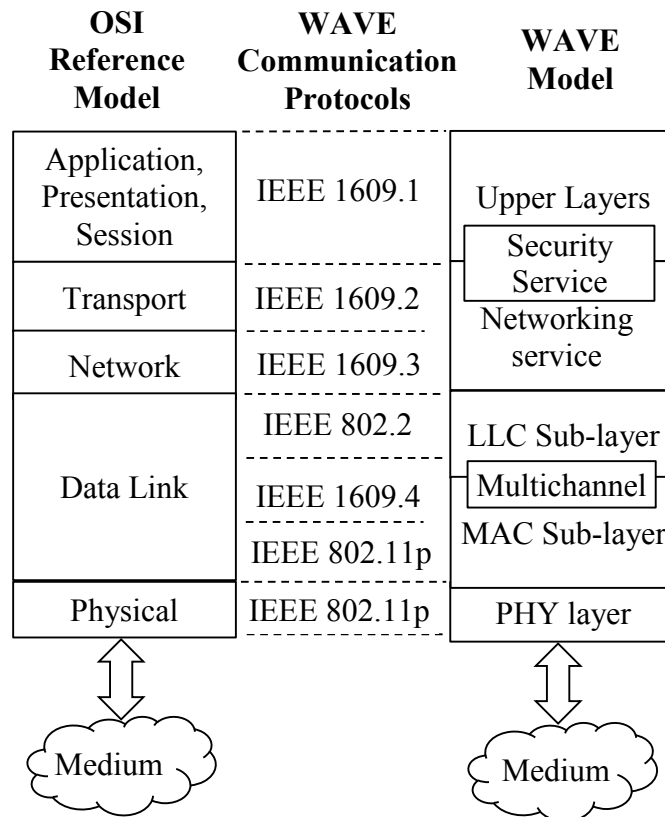 OSI
Reference
Model
WAVE
Communication
Protocols
WAVE
Model
Application,
Presentation,
Session
Transport
Network
Data Link
Physical
Medium
IEEE 1609.1
IEEE 1609.2
IEEE 1609.3
IEEE 802.2
IEEE 1609.4
IEEE 802.11p
IEEE 802.11p
Upper Layers
Security
Service
Networking
service
LLC Sub-layer
Multichannel
MAC Sub-layer
PHY layer
Medium